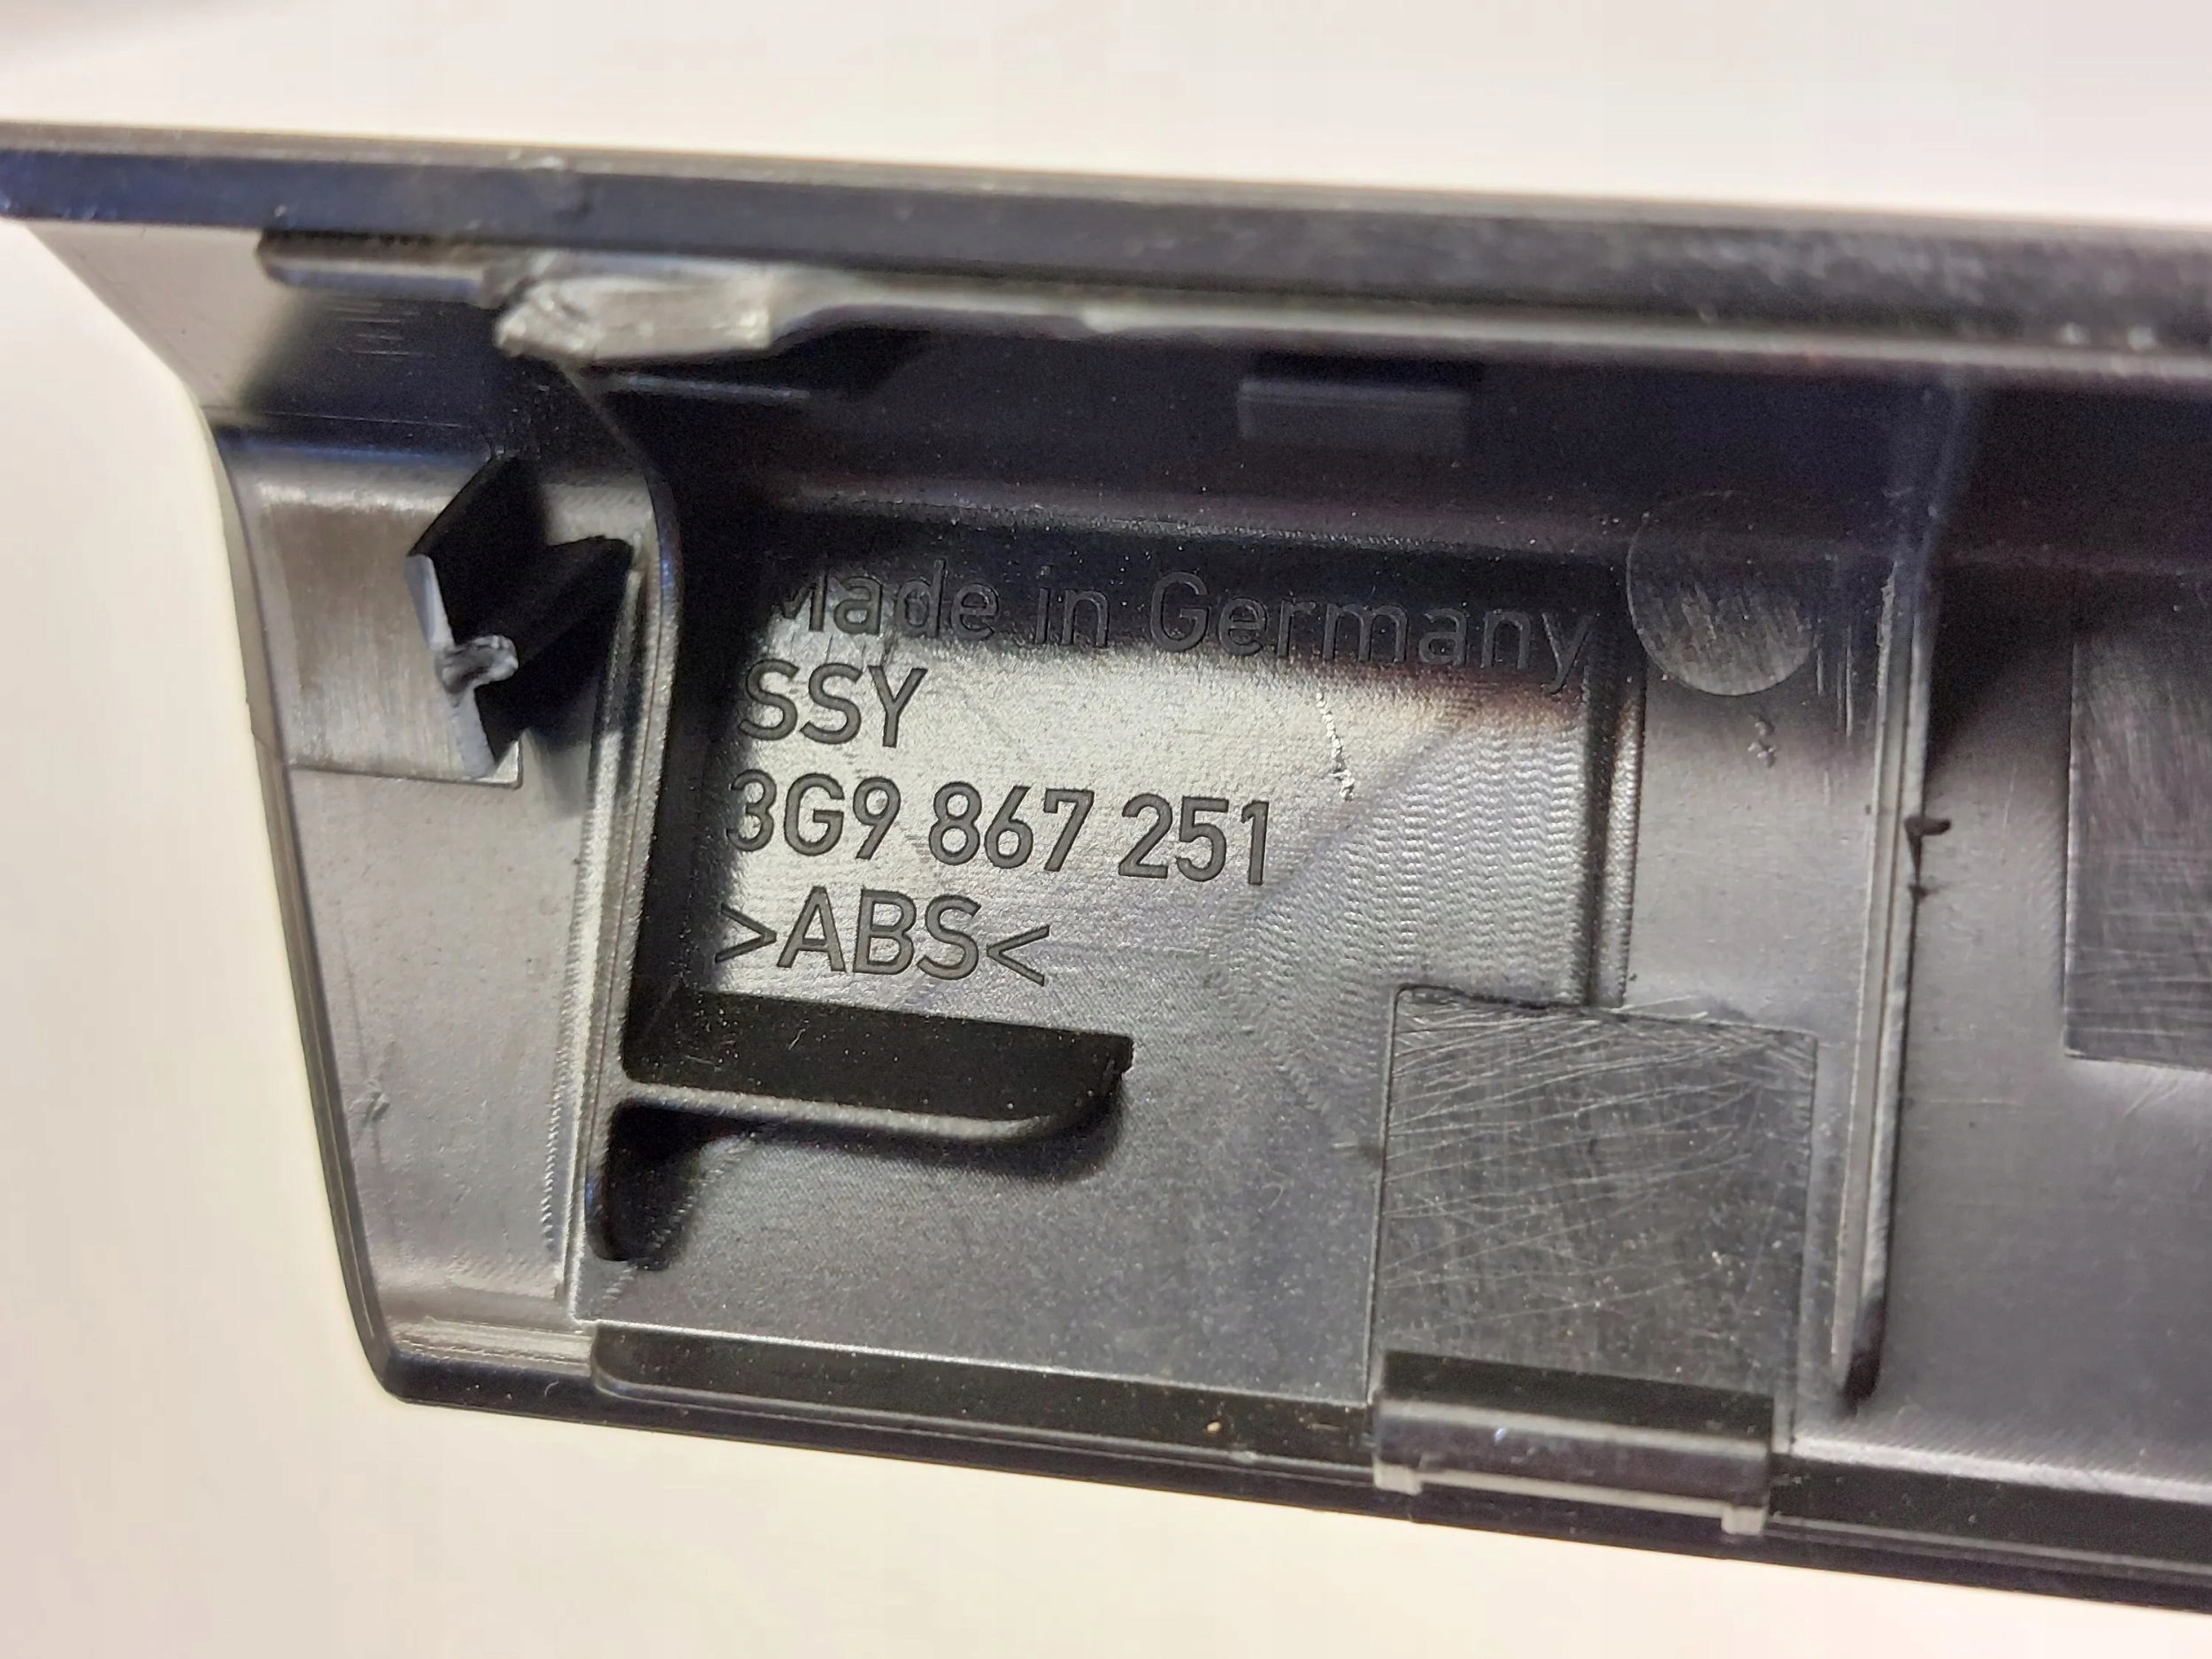 Made in Germany
SSY
3G9 867 251
>ABS<